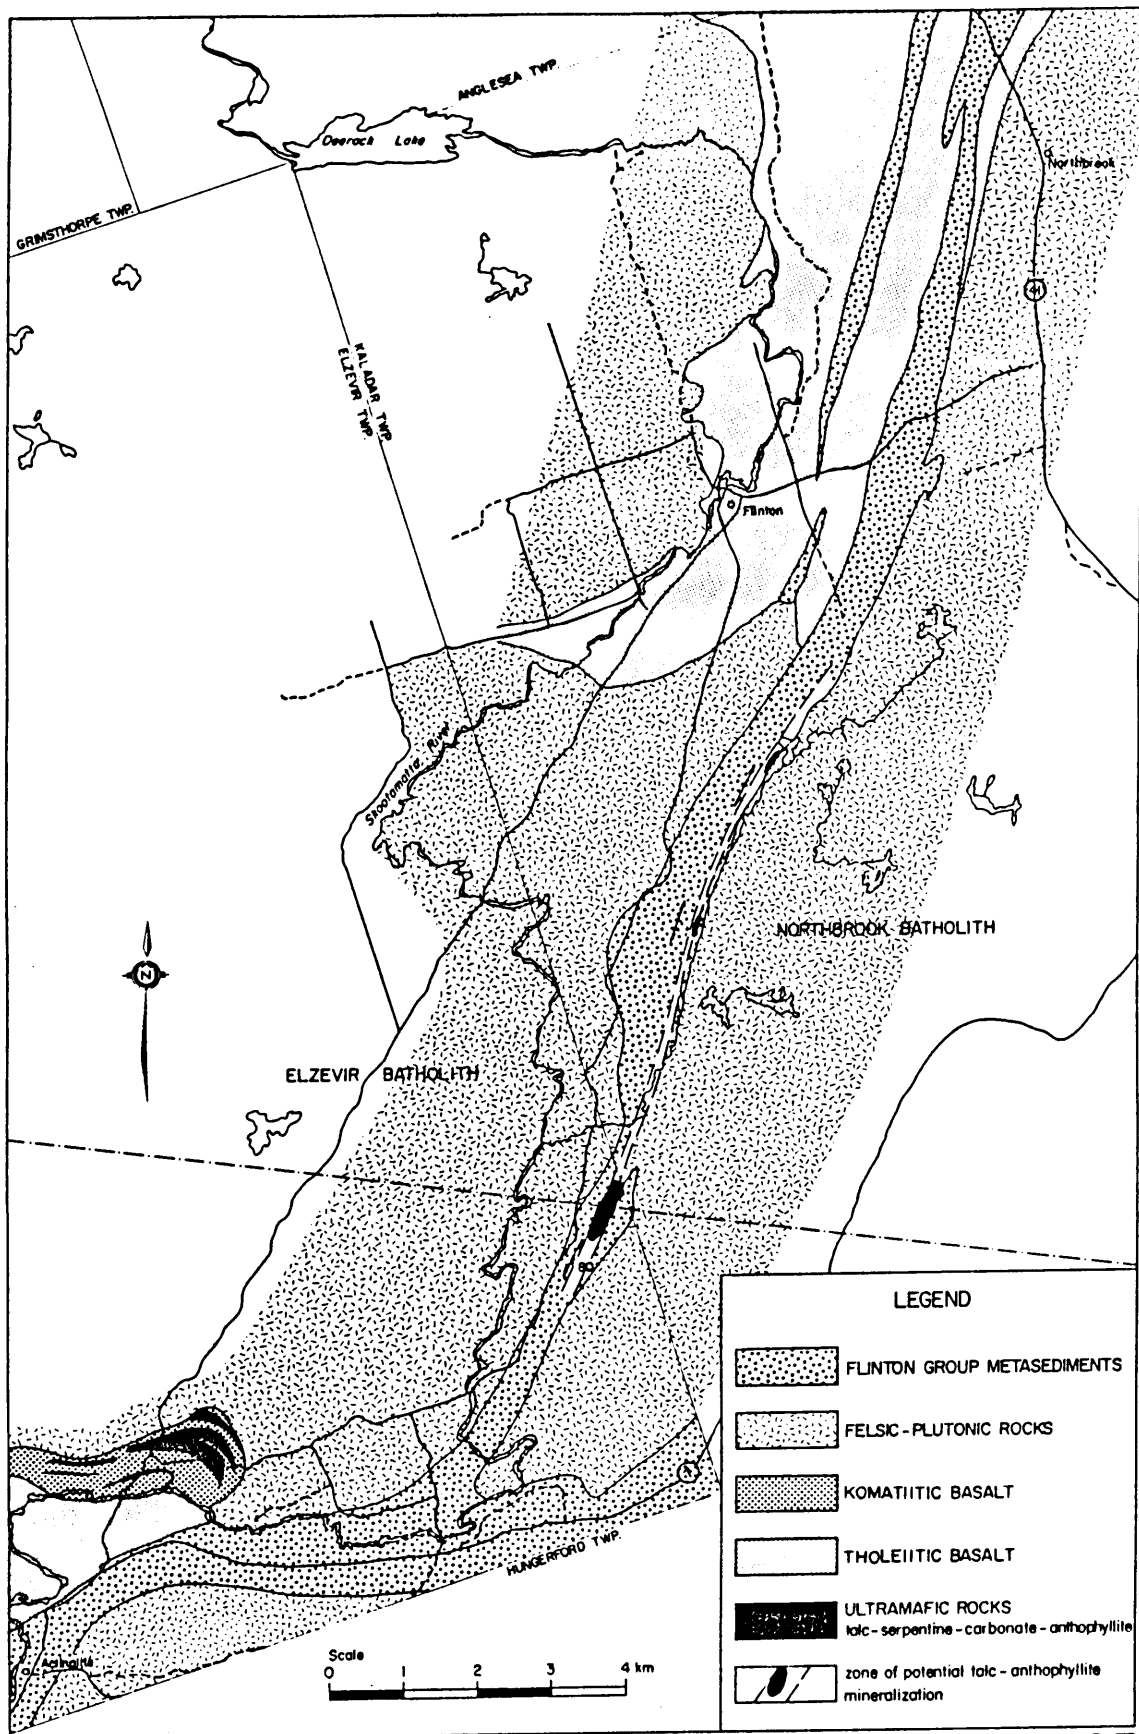 ANGLESEA TWP.
Deerock Lake
Northbrook
GRIMSTHORPE TWP.
41
KALADAR TWP.
ELZEVIR TWP.
Flinton
Skootamatta River
NORTHBROOK BATHOLITH
N
ELZEVIR BATHOLITH
80
LEGEND
FLINTON GROUP METASEDIMENTS
FELSIC-PLUTONIC ROCKS
KOMATIITIC BASALT
THOLEIITIC BASALT
ULTRAMAFIC ROCKS
talc-serpentine-carbonate-anthophyllite
zone of potential talc-anthophyllite
mineralization
HUNGERFORD TWP.
Actinolite
Scale
0 1 2 3 4 km